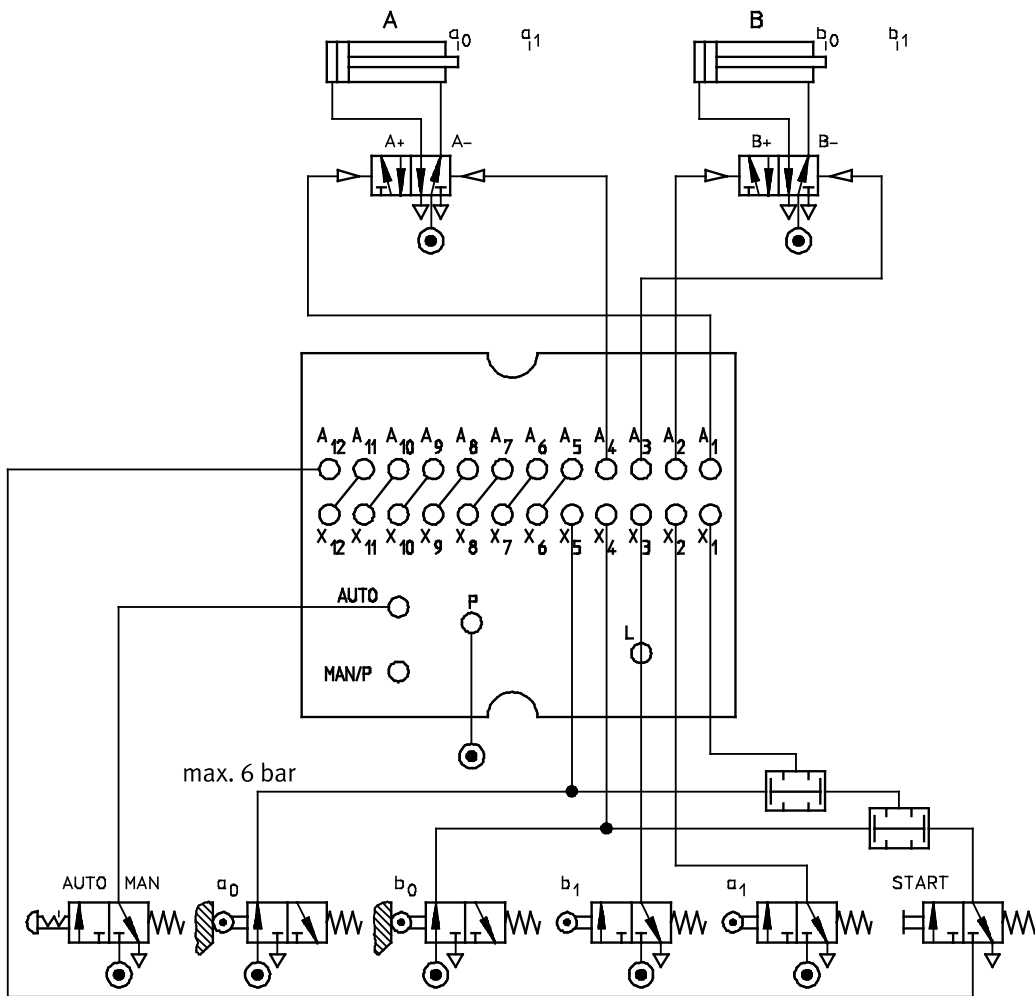 A B
a0 a1 b0 b1
A+ A- B+ B-
A12 A11 A10 A9 A8 A7 A6 A5 A4 A3 A2 A1
X12 X11 X10 X9 X8 X7 X6 X5 X4 X3 X2 X1
AUTO P
L
MAN/P
max. 6 bar
AUTO MAN a0 b0 b1 a1 START